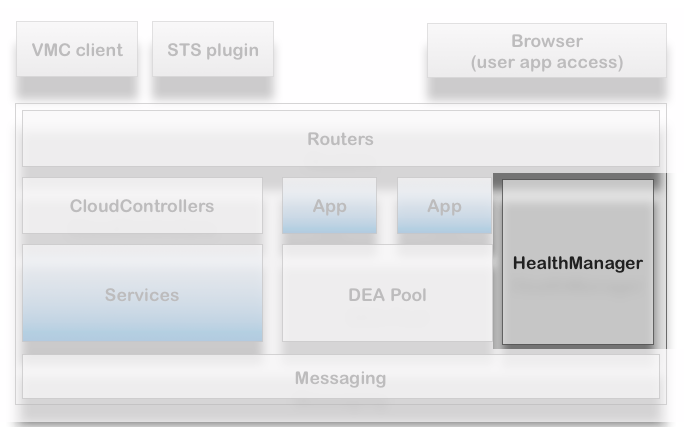 VMC client
STS plugin
Browser
(user app access)
Routers
CloudControllers
App
App
HealthManager
Services
DEA Pool
Messaging